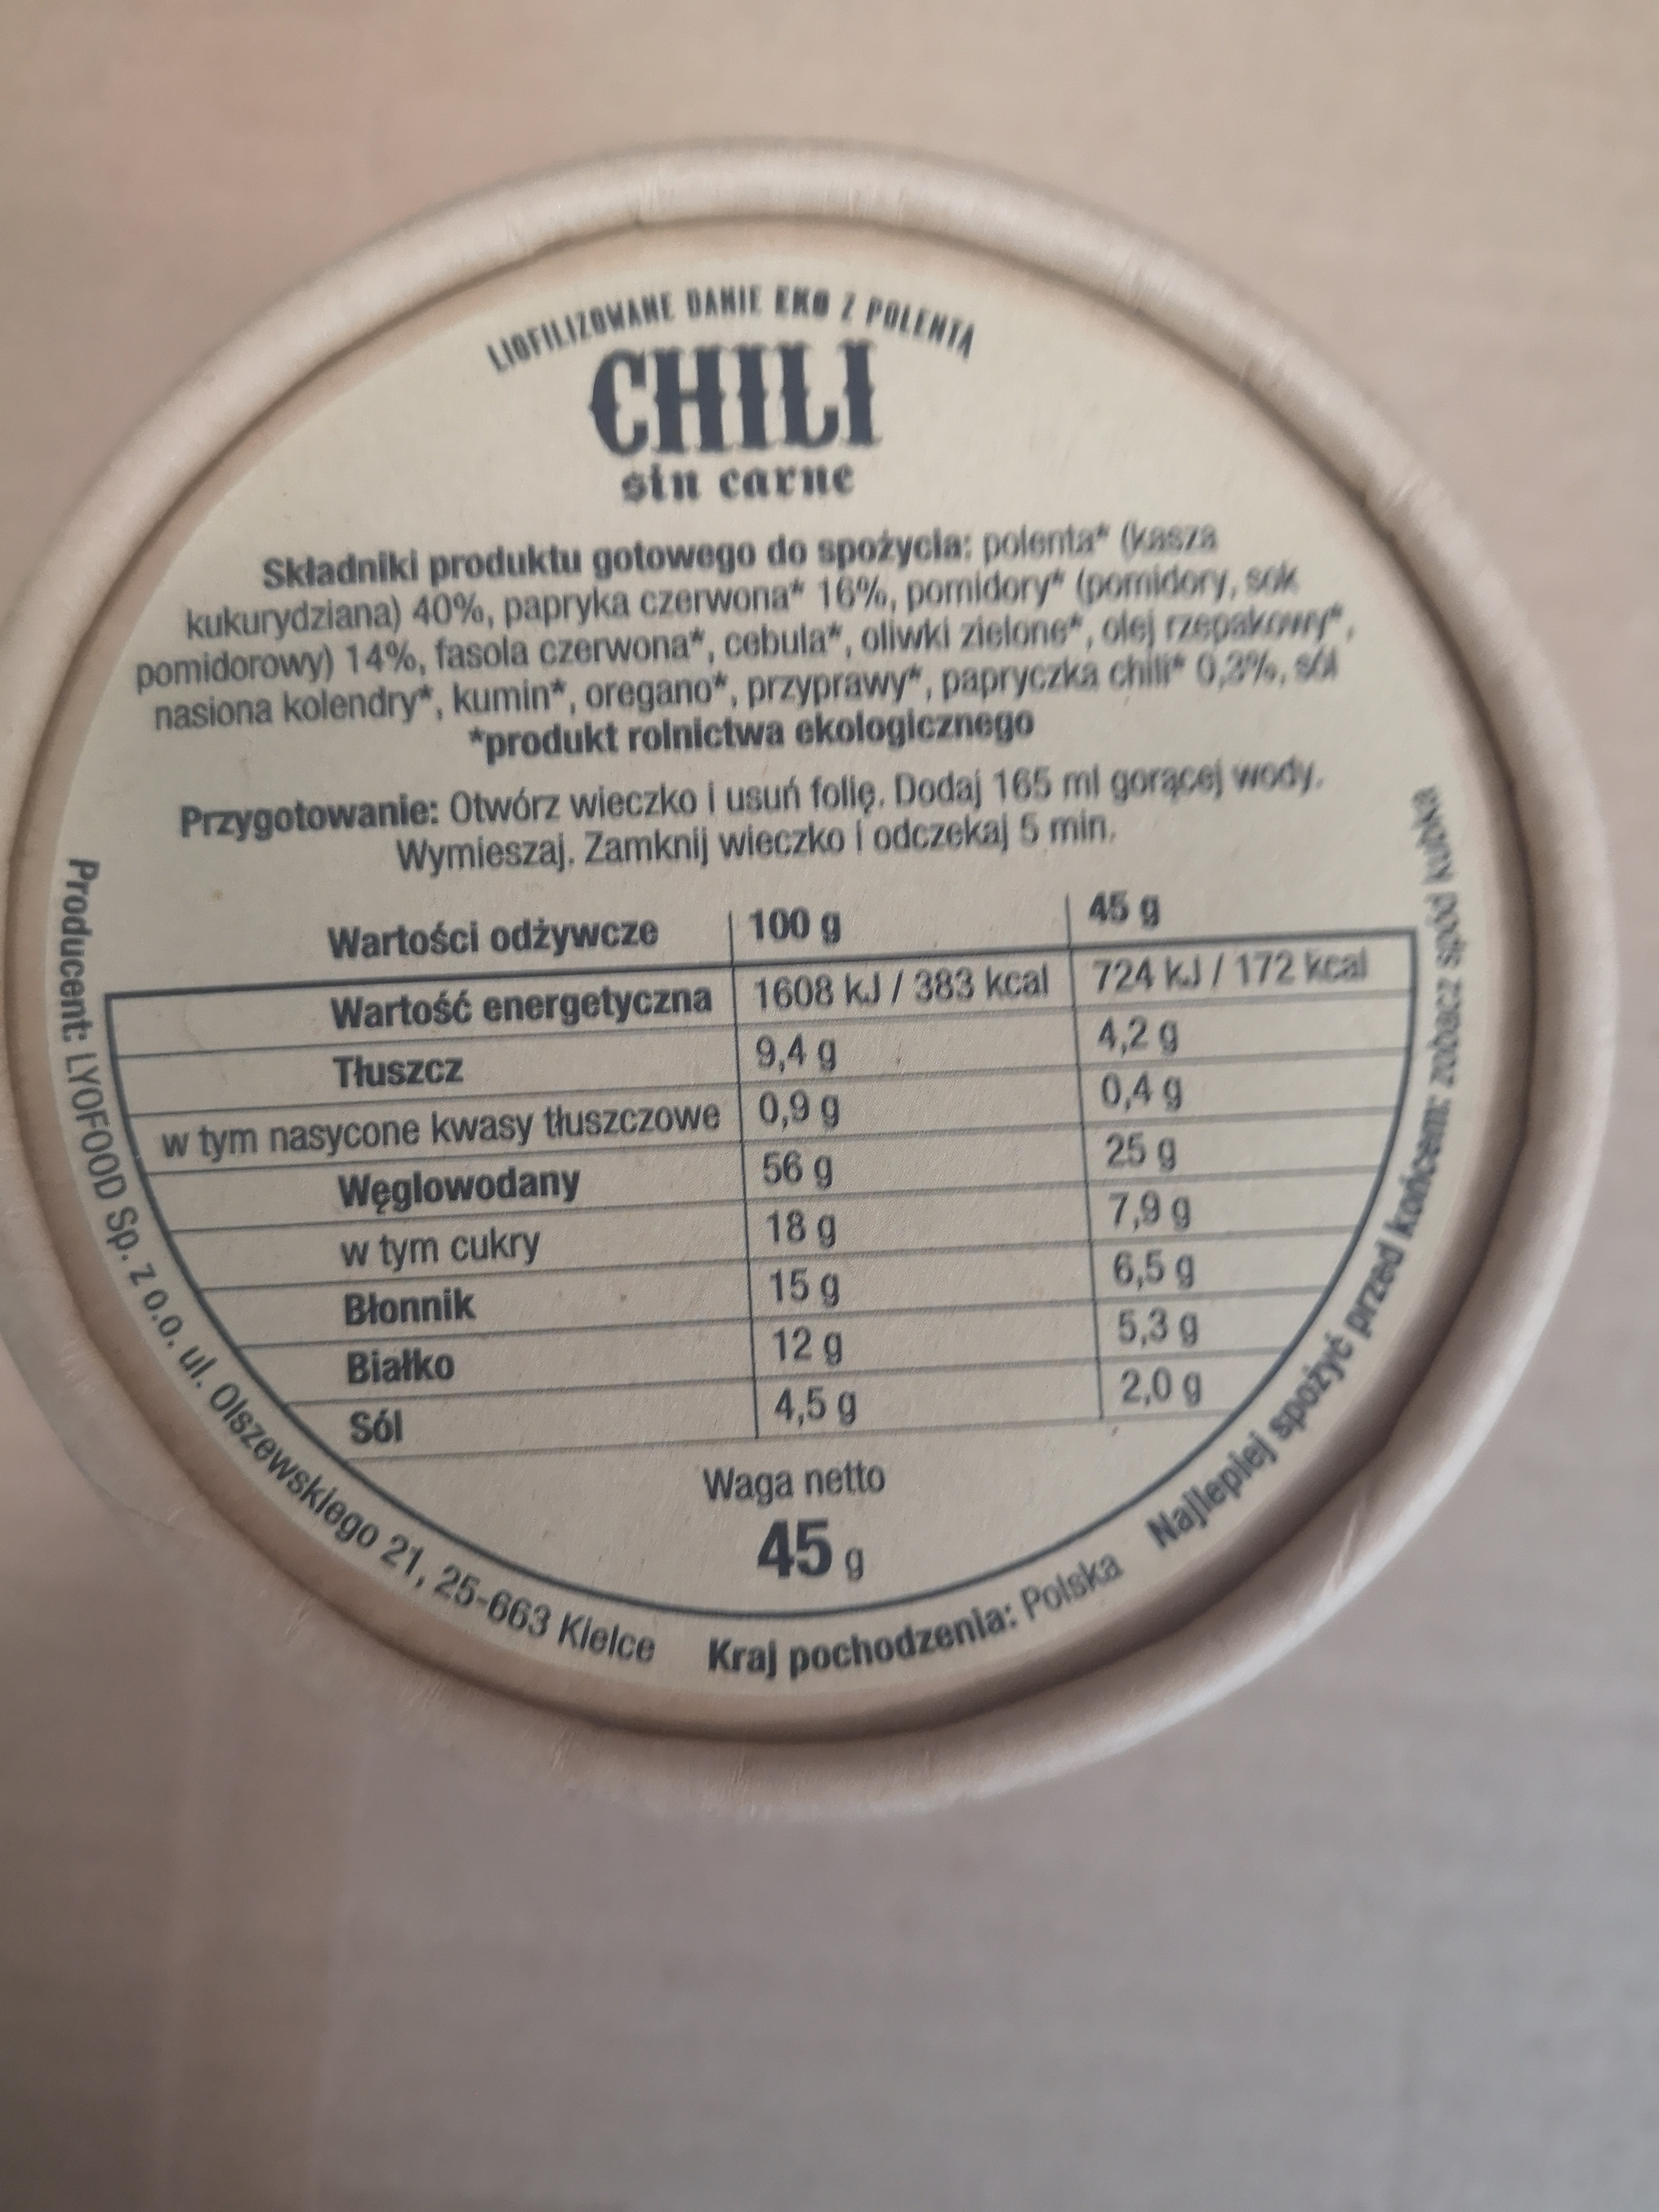 LIOFILIZOWANE DANIE EKO Z POLENTĄ
CHILI
sin carne
Składniki produktu gotowego do spożycia: polenta* (kasza
kukurydziana) 40%, papryka czerwona* 16%, pomidory* (pomidory, sok
pomidorowy) 14%, fasola czerwona*, cebula*, oliwki zielone*, olej rzepakowy*,
nasiona kolendry*, kumin*, oregano*, przyprawy*, papryczka chili* 0,3%, sól
*produkt rolnictwa ekologicznego
Przygotowanie: Otwórz wieczko i usuń folię. Dodaj 165 ml gorącej wody.
Wymieszaj. Zamknij wieczko i odczekaj 5 min.
Wartości odżywcze 100 g 45 g
Wartość energetyczna 1608 kJ / 383 kcal 724 kJ / 172 kcal
Tłuszcz 9,4 g 4,2 g
w tym nasycone kwasy tłuszczowe 0,9 g 0,4 g
Węglowodany 56 g 25 g
w tym cukry 18 g 7,9 g
Błonnik 15 g 6,5 g
Białko 12 g 5,3 g
Sól 4,5 g 2,0 g
Waga netto
45 g
Producent: LYOFOOD Sp. z o.o. ul. Olszewskiego 21, 25-663 Kielce Kraj pochodzenia: Polska Najlepiej spożyć przed końcem: zobacz spód kubka